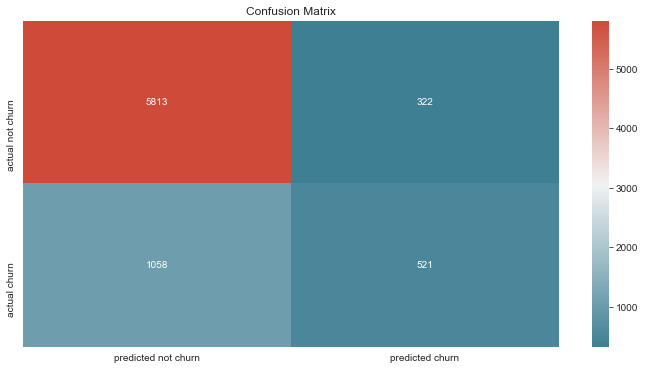 Confusion Matrix
actual not churn
5813
322
actual churn
1058
521
predicted not churn
predicted churn
5000
4000
3000
2000
1000